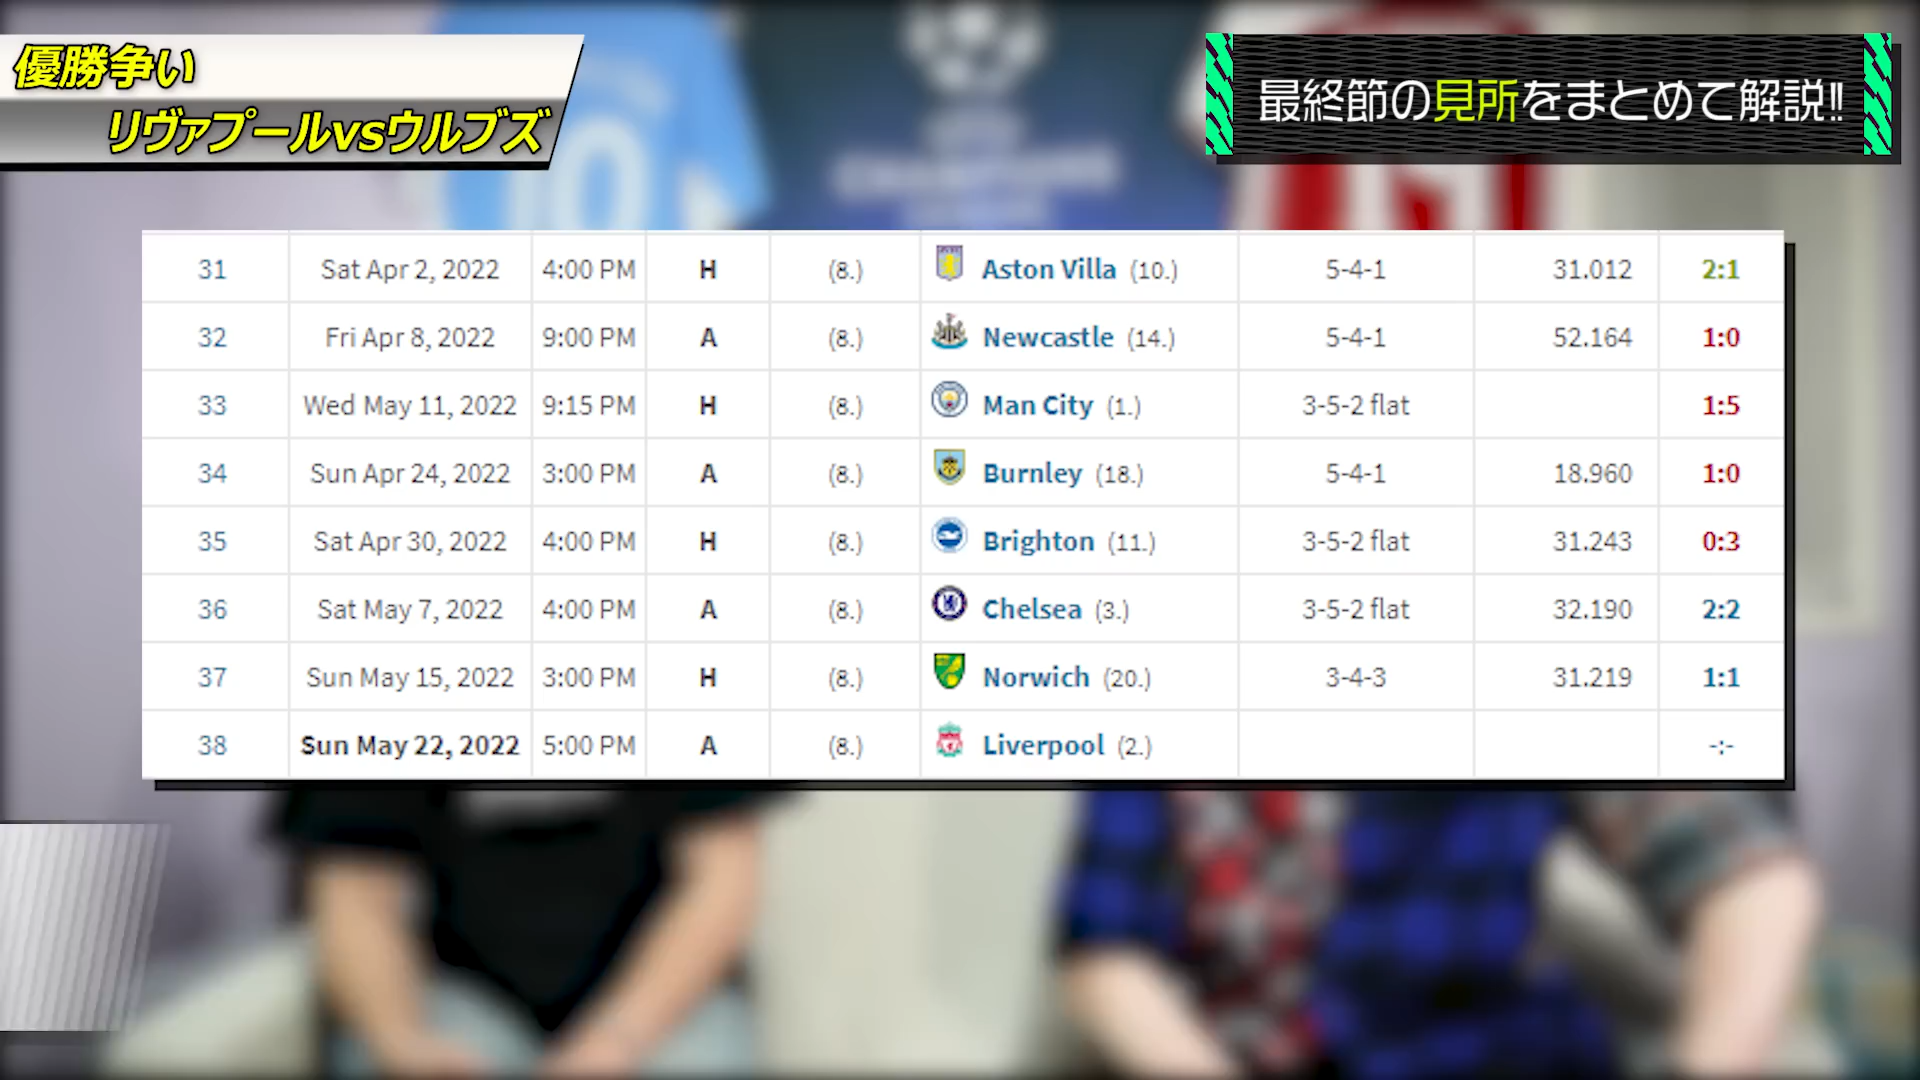 優勝争い
リヴァプールvsウルブズ
最終節の見所をまとめて解説!!
31 Sat Apr 2, 2022 4:00 PM H (8.) Aston Villa (10.) 5-4-1 31.012 2:1
32 Fri Apr 8, 2022 9:00 PM A (8.) Newcastle (14.) 5-4-1 52.164 1:0
33 Wed May 11, 2022 9:15 PM H (8.) Man City (1.) 3-5-2 flat 1:5
34 Sun Apr 24, 2022 3:00 PM A (8.) Burnley (18.) 5-4-1 18.960 1:0
35 Sat Apr 30, 2022 4:00 PM H (8.) Brighton (11.) 3-5-2 flat 31.243 0:3
36 Sat May 7, 2022 4:00 PM A (8.) Chelsea (3.) 3-5-2 flat 32.190 2:2
37 Sun May 15, 2022 3:00 PM H (8.) Norwich (20.) 3-4-3 31.219 1:1
38 Sun May 22, 2022 5:00 PM A (8.) Liverpool (2.) -:-